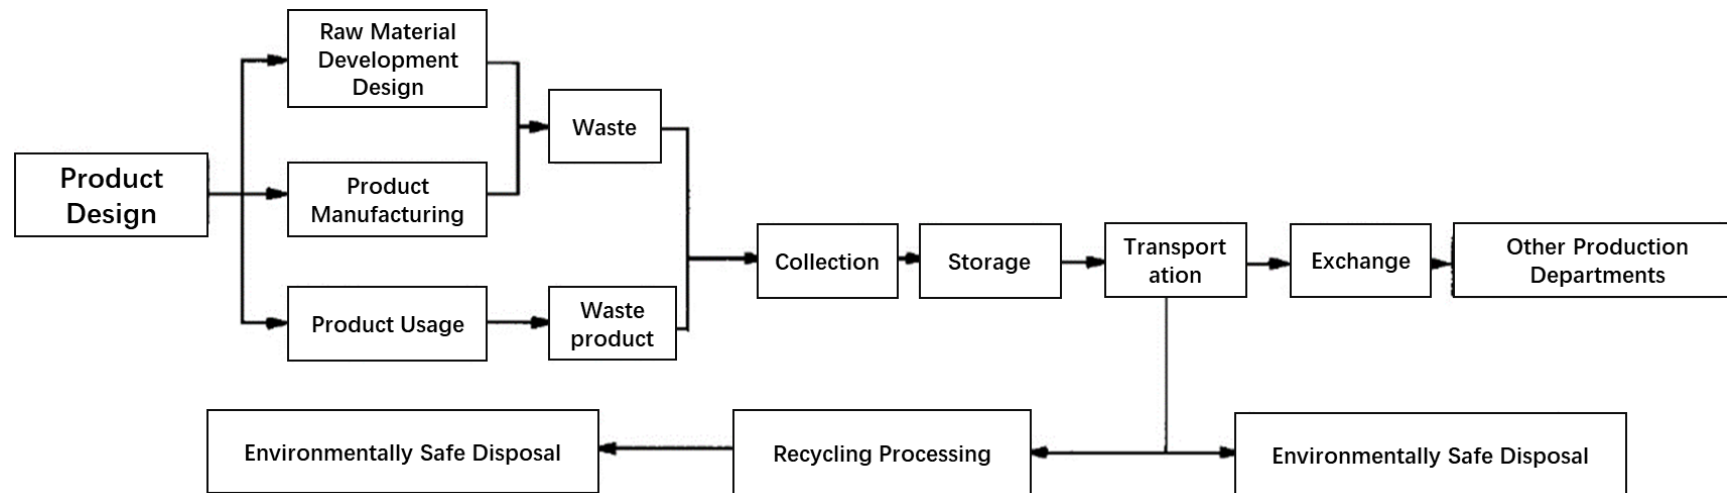 Product
Design
Raw Material
Development
Design
Product
Manufacturing
Product Usage
Waste
Waste
product
Collection
Storage
Transport
ation
Exchange
Other Production
Departments
Environmentally Safe Disposal
Recycling Processing
Environmentally Safe Disposal